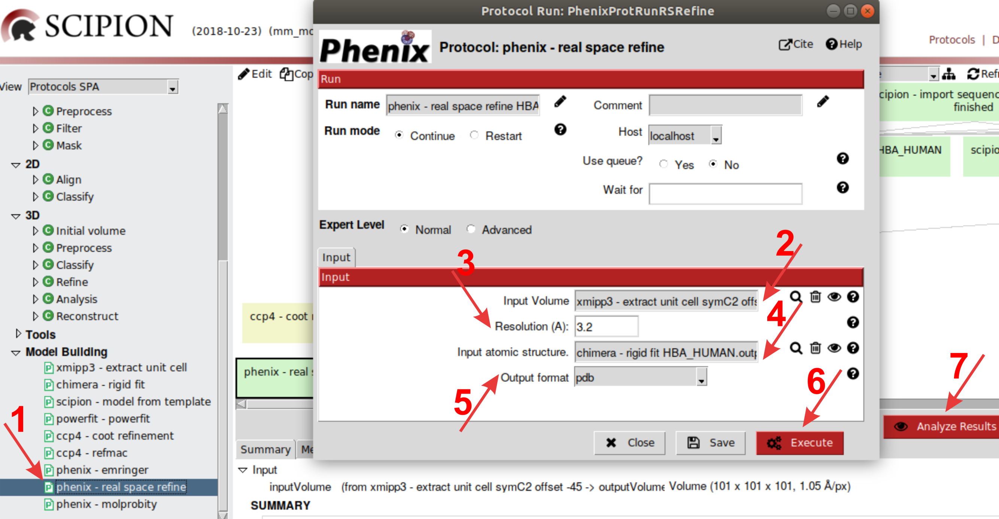 SCIPION
(2018-10-23) (mm_mo
Protocols |
View Protocols SPA
Preprocess
Filter
Mask
2D
Align
Classify
3D
Initial volume
Preprocess
Classify
Refine
Analysis
Reconstruct
Tools
Model Building
xmipp3 - extract unit cell
chimera - rigid fit
scipion - model from template
powerfit - powerfit
ccp4 - coot refinement
ccp4 - refmac
phenix - emringer
phenix - real space refine
phenix - molprobity
1
Edit Cop
ccp4 - coot
phenix - real
Protocol Run: PhenixProtRunRSRefine
Phenix Protocol: phenix - real space refine Cite Help
Run
Run name phenix - real space refine HBA Comment
Run mode Continue Restart Host localhost
Use queue? Yes No
Wait for
Expert Level Normal Advanced
2
3
Input
Input
Input Volume xmipp3 - extract unit cell symC2 offs
4
Resolution (A): 3.2
Input atomic structure. chimera - rigid fit HBA_HUMAN.outp
Output format pdb
5
6
7
Close Save Execute
Refr
cipion - import sequenc
finished
HBA_HUMAN scipio
Analyze Results
Summary Me
Input
inputVolume (from xmipp3 - extract unit cell symC2 offset -45 -> outputVolume Volume (101 x 101 x 101, 1.05 Å/px)
SUMMARY